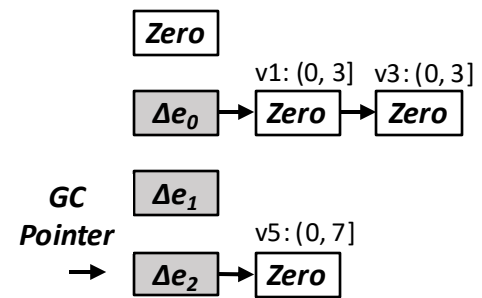 Zero
v1: (0, 3] v3: (0, 3]
Δe₀ Zero Zero
Δe₁
GC
Pointer
v5: (0, 7]
Δe₂ Zero